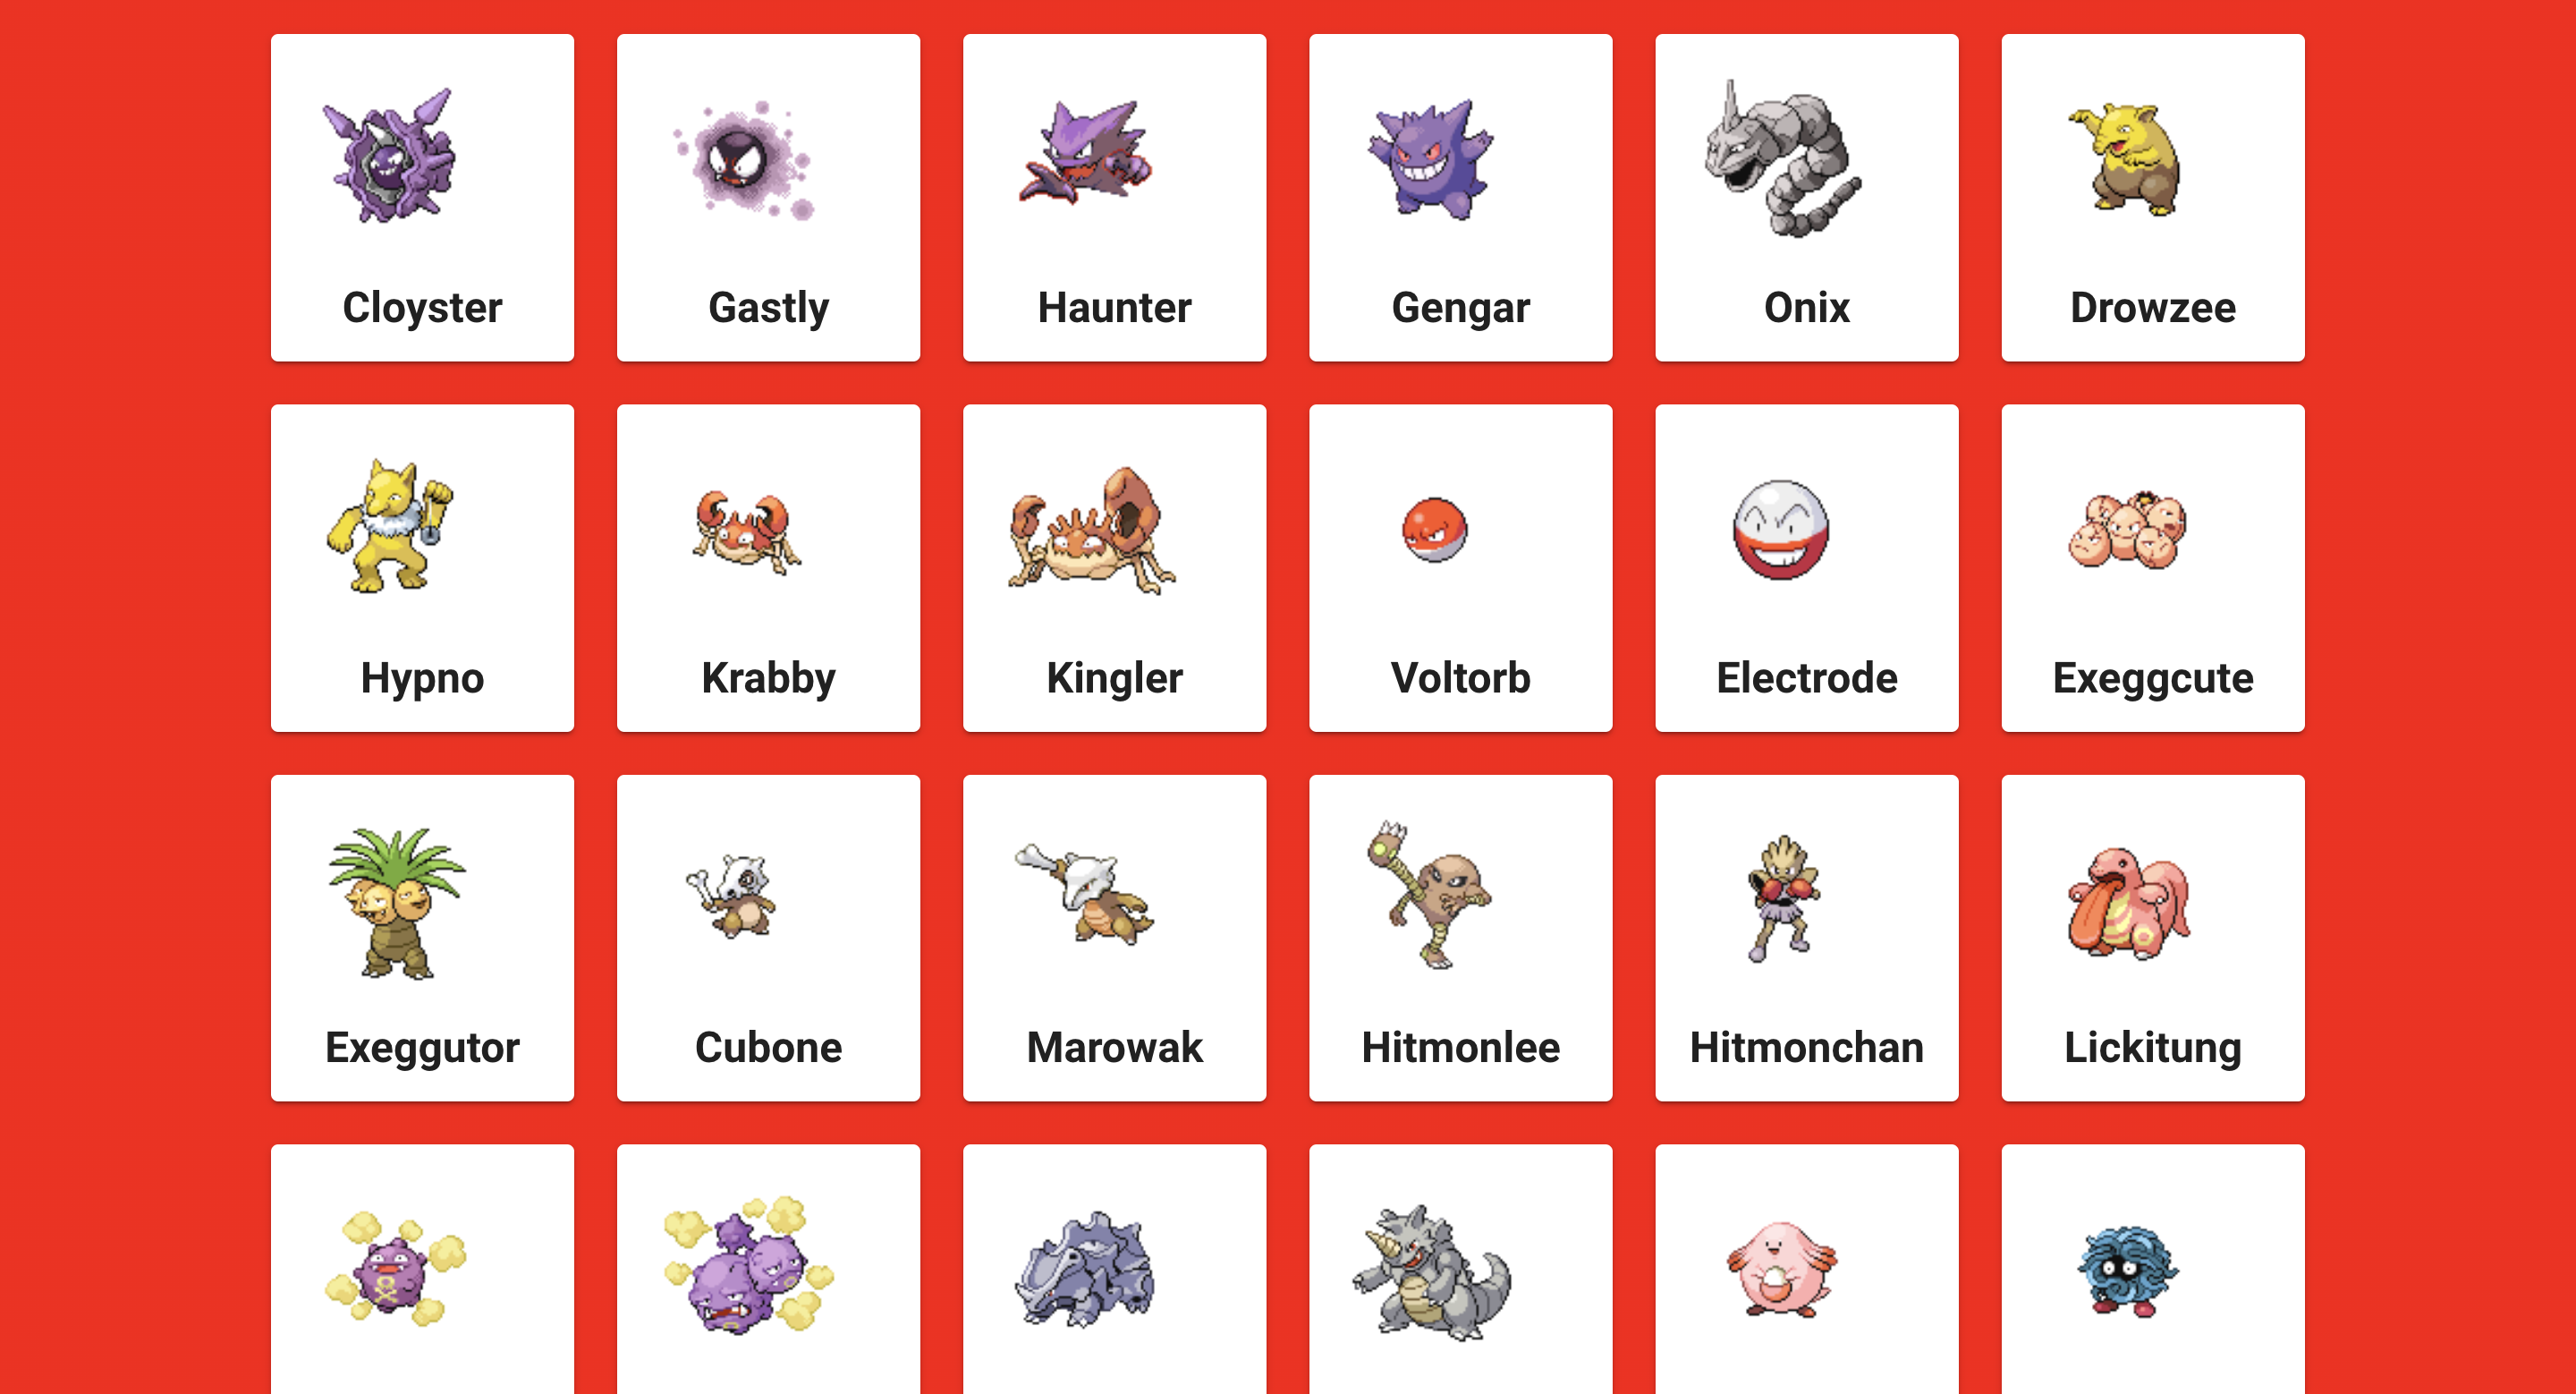 Cloyster
Gastly
Haunter
Gengar
Onix
Drowzee
Hypno
Krabby
Kingler
Voltorb
Electrode
Exeggcute
Exeggutor
Cubone
Marowak
Hitmonlee
Hitmonchan
Lickitung